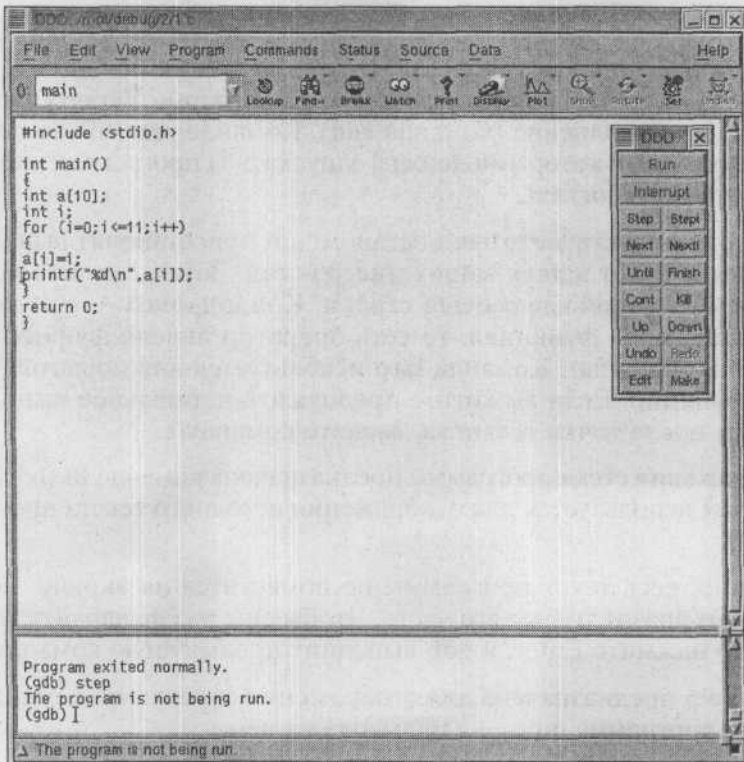 DDD: /mdl/debug/2/1.c
File Edit View Program Commands Status Source Data Help
0: main
Lookup Find» Break Watch Print Display Plot Show Rotate Set
#include <stdio.h>
int main()
{
int a[10];
int i;
for (i=0;i<=11;i++)
{
a[i]=i;
printf("%d\n",a[i]);
}
return 0;
}
DDD
Run
Interrupt
Step Stepi
Next Nexti
Until Finish
Cont Kill
Up Down
Undo Redo
Edit Make
Program exited normally.
(gdb) step
The program is not being run.
(gdb)
The program is not being run.